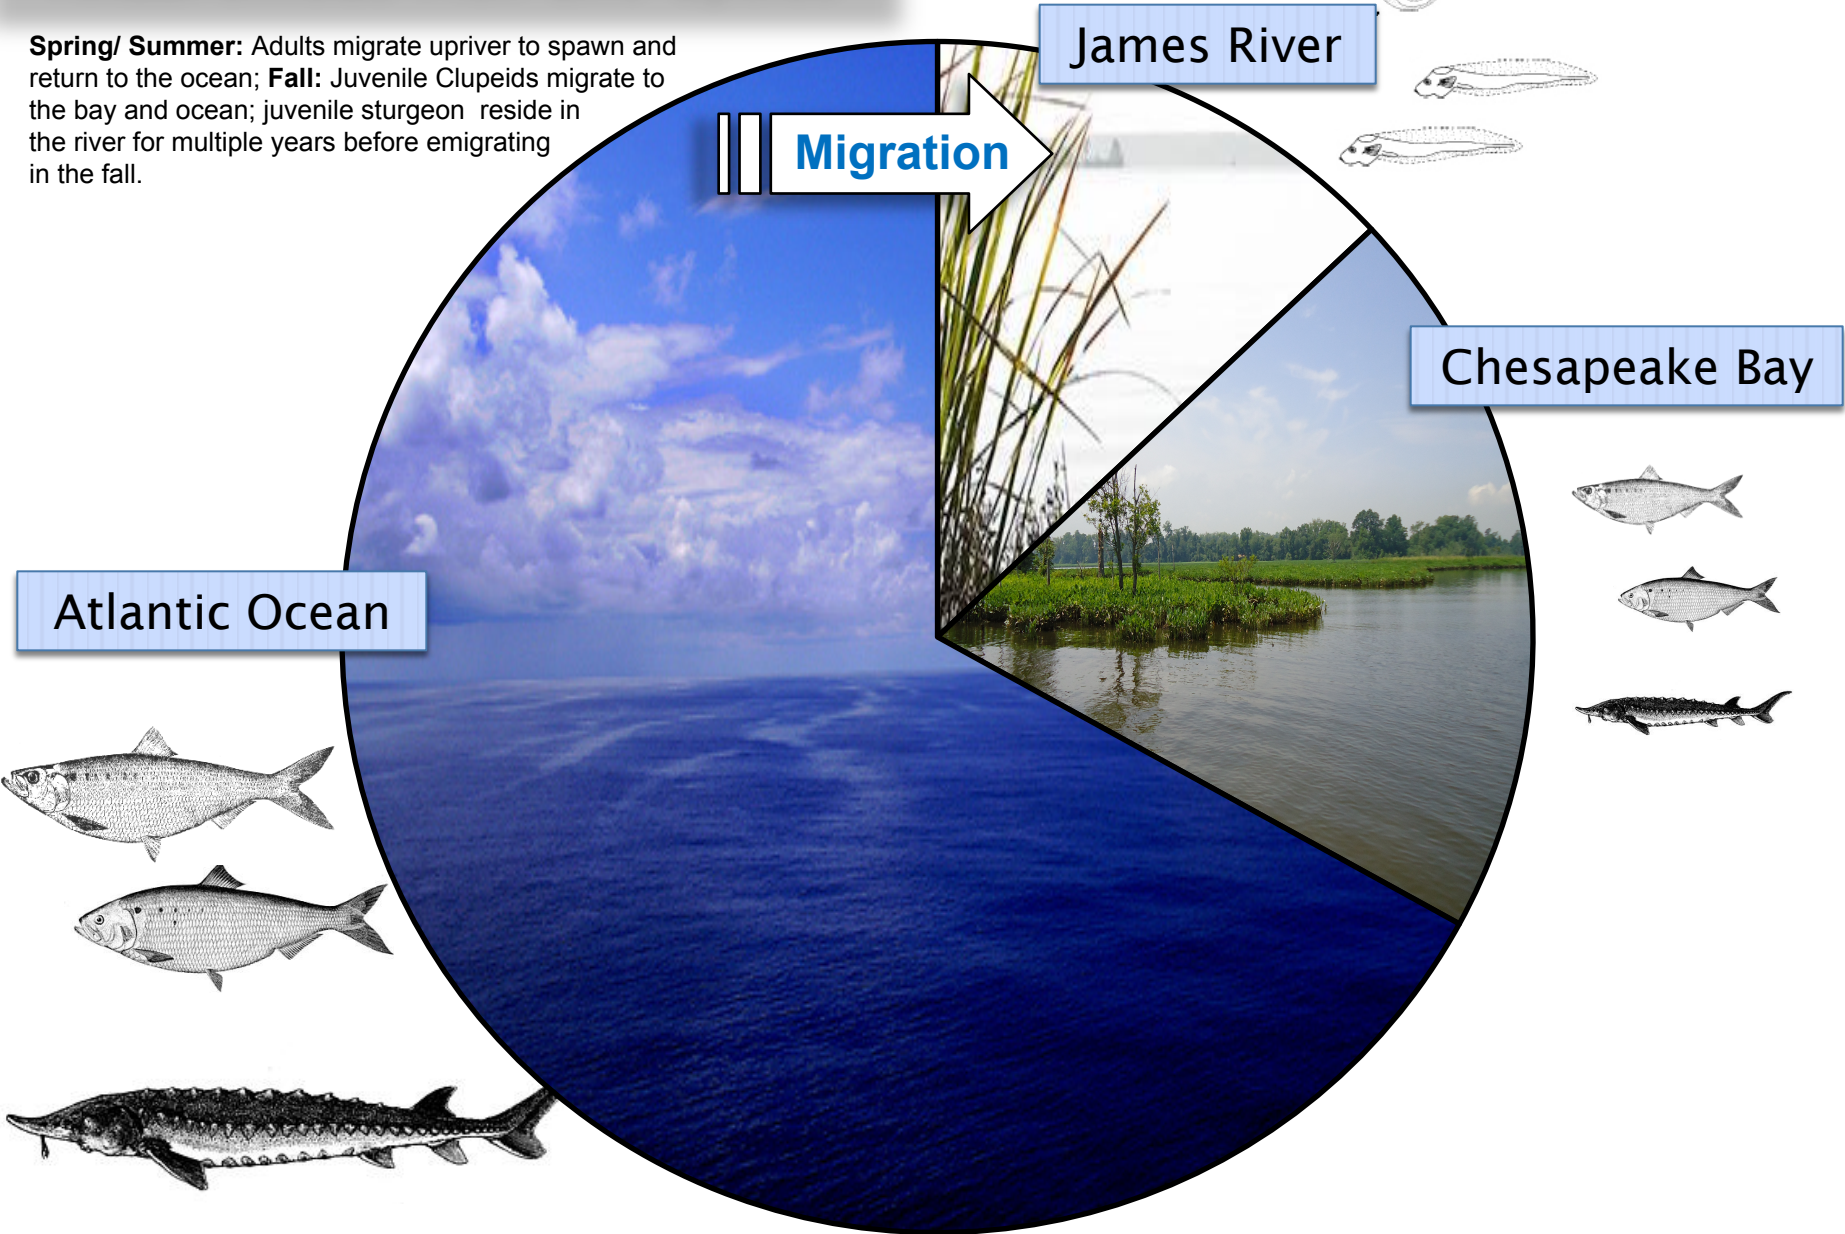 Spring/ Summer: Adults migrate upriver to spawn and
return to the ocean; Fall: Juvenile Clupeids migrate to
the bay and ocean; juvenile sturgeon  reside in
the river for multiple years before emigrating
in the fall.
James River
Migration
Chesapeake Bay
Atlantic Ocean